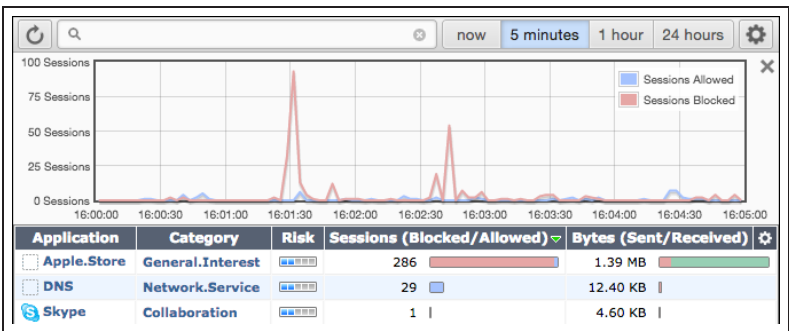 now 5 minutes 1 hour 24 hours
100 Sessions
Sessions Allowed
75 Sessions
Sessions Blocked
50 Sessions
25 Sessions
0 Sessions
16:00:00 16:00:30 16:01:00 16:01:30 16:02:00 16:02:30 16:03:00 16:03:30 16:04:00 16:04:30 16:05:00
Application Category Risk Sessions (Blocked/Allowed) Bytes (Sent/Received)
Apple.Store General.Interest 286 1.39 MB
DNS Network.Service 29 12.40 KB
Skype Collaboration 1 4.60 KB